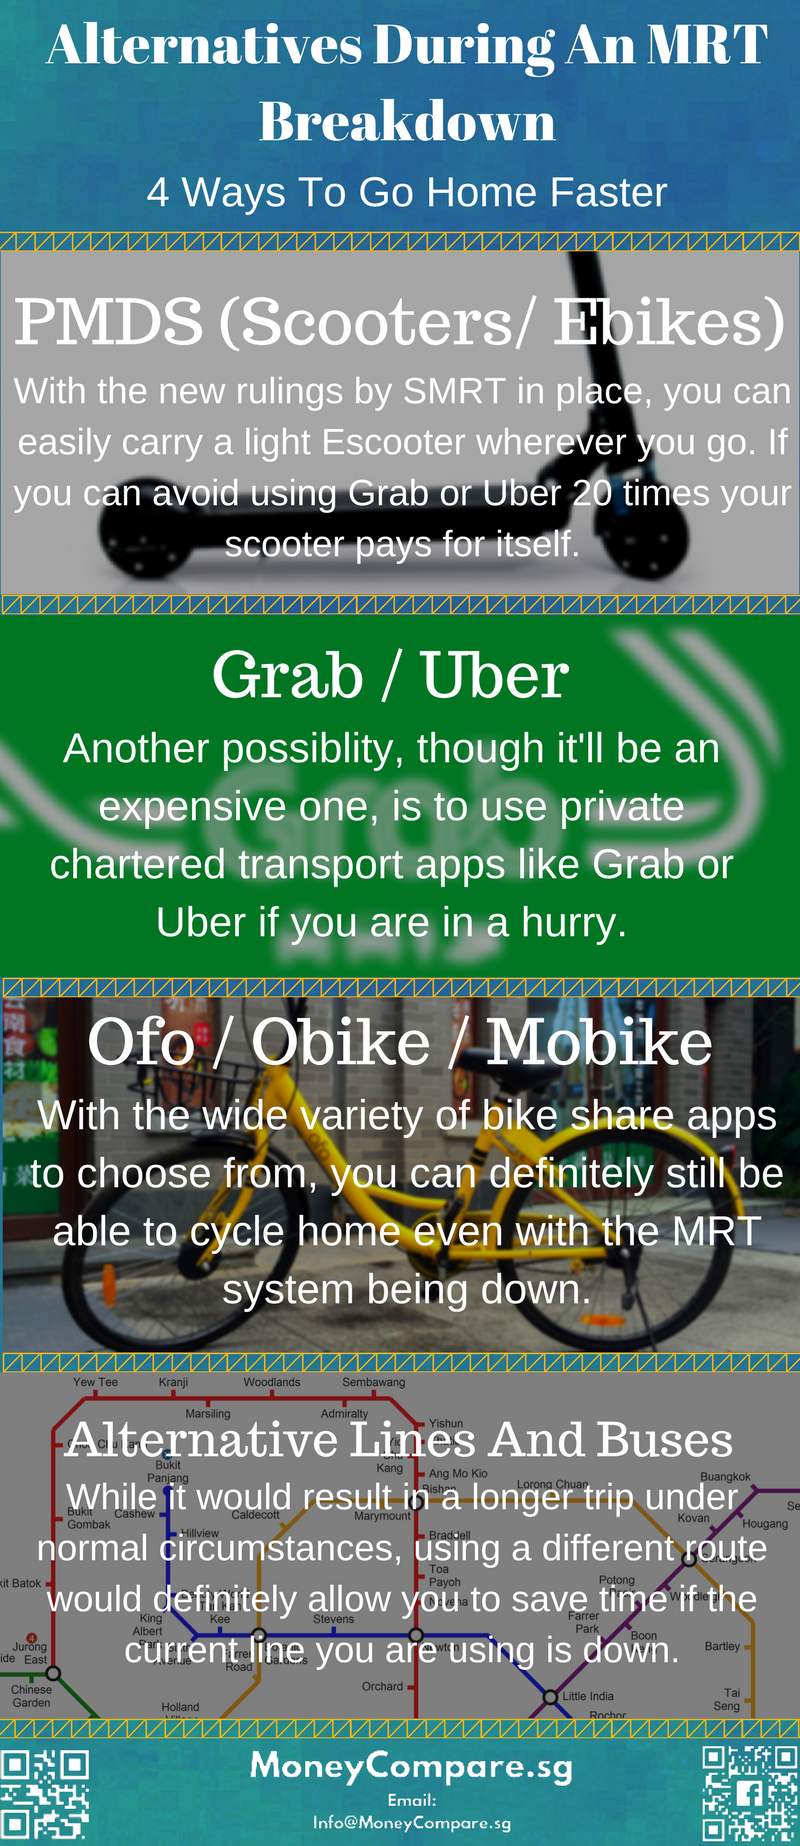 Alternatives During An MRT
Breakdown
4 Ways To Go Home Faster
PMDS (Scooters/ Ebikes)
With the new rulings by SMRT in place, you can
easily carry a light Escooter wherever you go. If
you can avoid using Grab or Uber 20 times your
scooter pays for itself.
Grab / Uber
Another possiblity, though it'll be an
expensive one, is to use private
chartered transport apps like Grab or
Uber if you are in a hurry.
Grab
Ofo / Obike / Mobike
With the wide variety of bike share apps
to choose from, you can definitely still be
able to cycle home even with the MRT
system being down.
ofo
Alternative Lines And Buses
While it would result in a longer trip under
normal circumstances, using a different route
would definitely allow you to save time if the
current line you are using is down.
Yew Tee
Kranji
Woodlands
Sembawang
Marsiling
Admiralty
Yishun
Bukit
Panjang
Kang
Ang Mo Kio
Bishan
Lorong Chuan
Buangkok
Bukit
Gombak
Cashew
Caldecott
Marymount
Kovan
Hougang
Hillview
Braddell
Toa
Payoh
Potong
King
Albert
Kee
Stevens
Farrer
Park
Boon
Jurong
East
Farrer
Road
Gardens
Newton
Bartley
Chinese
Garden
Holland
Orchard
Little India
Tai
Seng
Rochor
MoneyCompare.sg
Email:
Info@MoneyCompare.sg